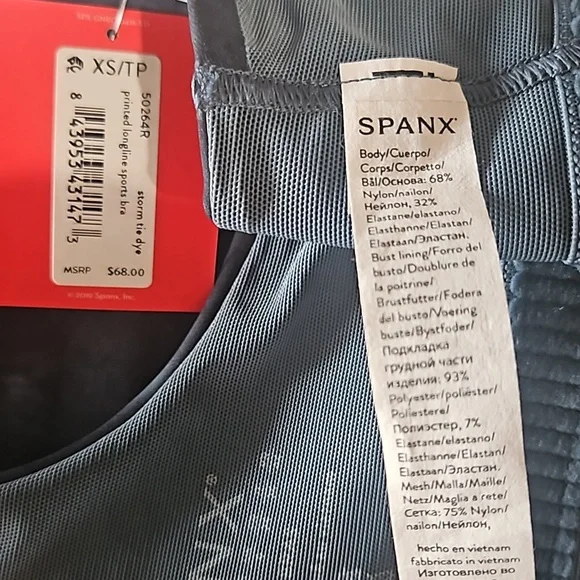 XS/TP
50264R
printed longline sports bra
storm tie dye
8 43953 43147 3
MSRP $68.00
© 2019 Spanx, Inc.
SPANX
Body/Cuerpo/
Corps/Corpetto/
Bål/Основа: 68%
Nylon/nailon/
Нейлон, 32%
Elastane/elastano/
Élasthanne/Elastan/
Elastaan/Эластан.
Bust lining/Forro del
busto/Doublure de
la poitrine/
Brustfutter/Fodera
del busto/Voering
buste/Bystfoder/
Подкладка
грудной части
изделия: 93%
Polyester/poliéster/
Poliestere/
Полиэстер, 7%
Elastane/elastano/
Elasthanne/Elastan/
Elastaan/Эластан.
Mesh/Malla/Maille/
Netz/Maglia a rete/
Сетка: 75% Nylon/
nailon/Нейлон,
hecho en vietnam
fabbricato in vietnam
Изготовлено во